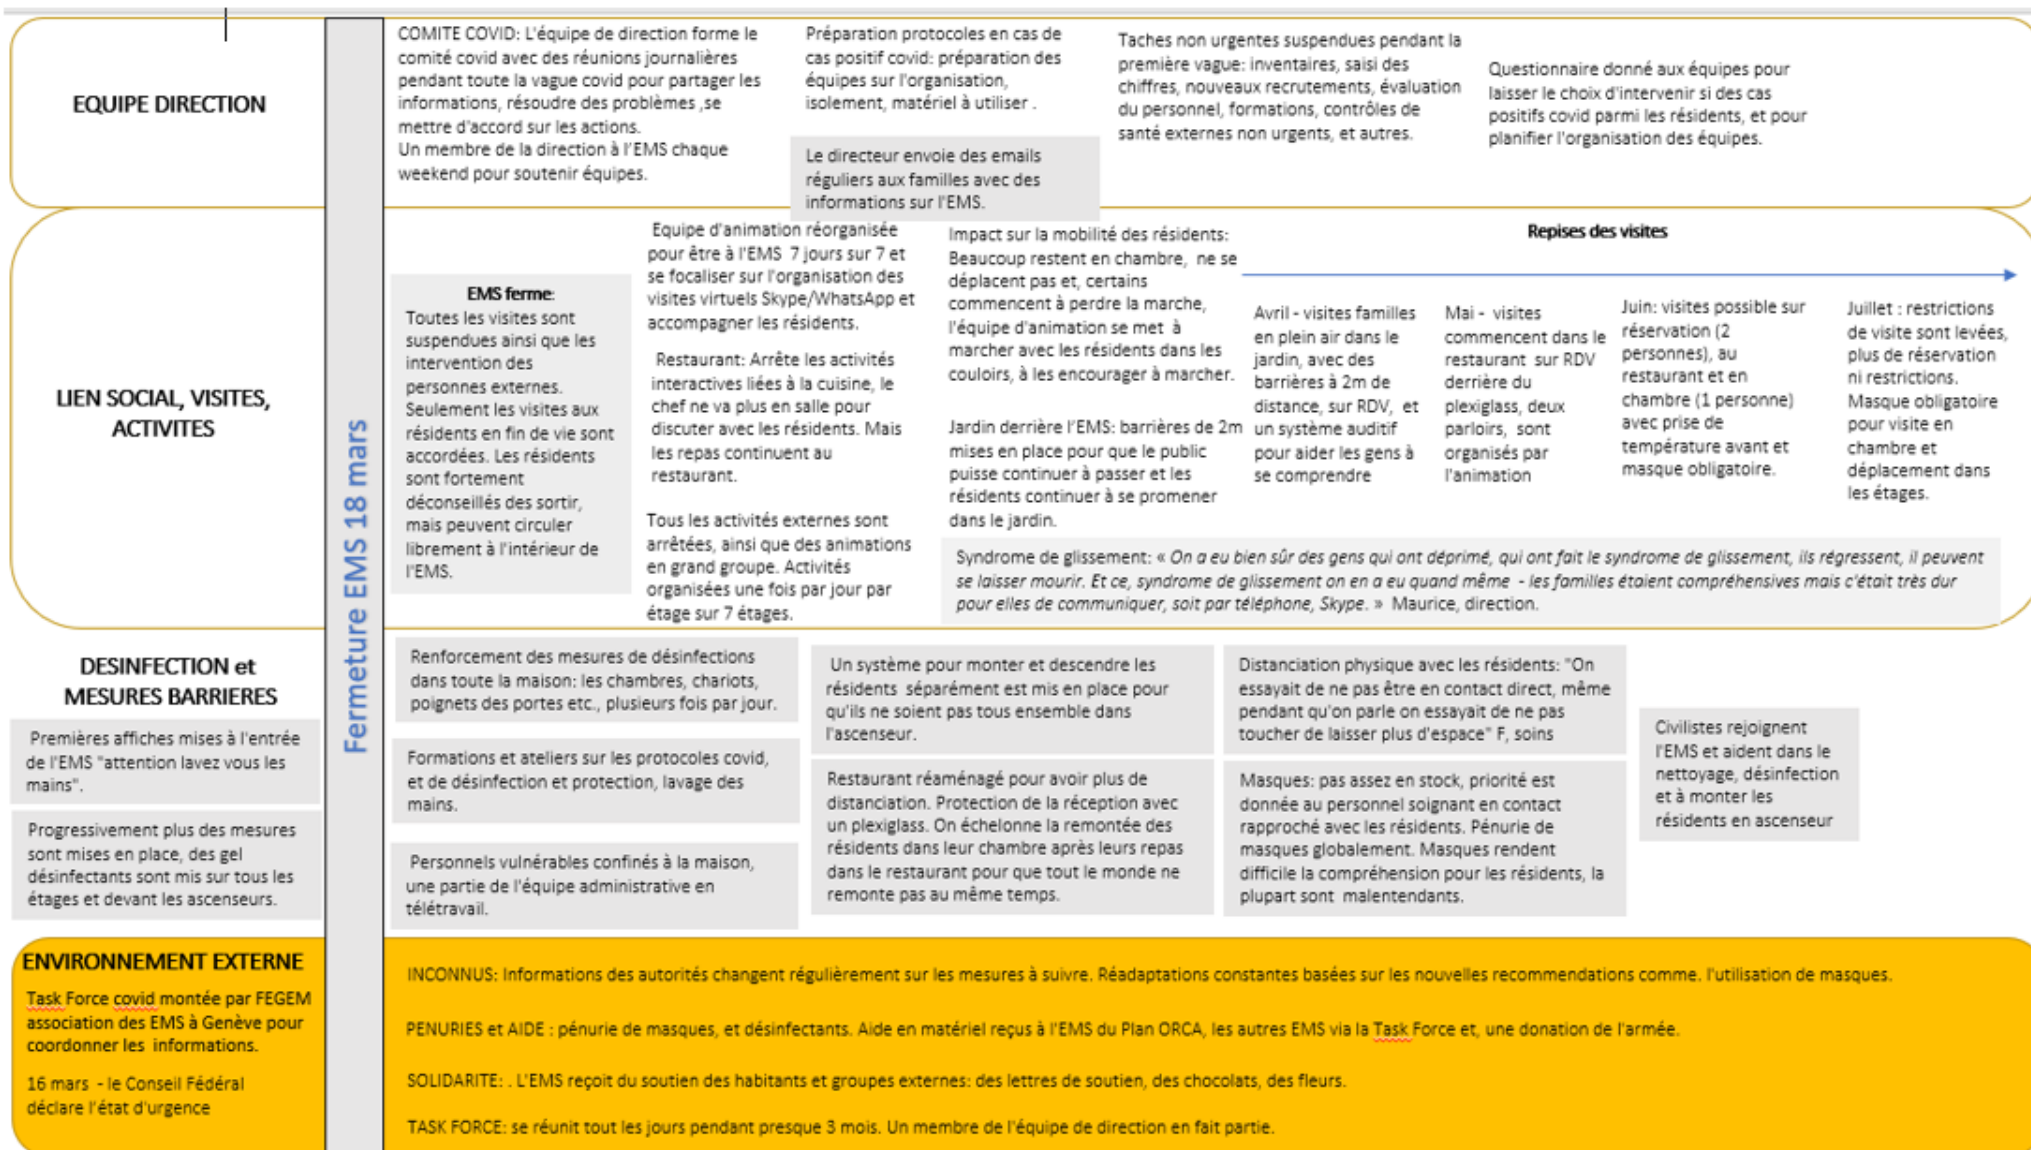 EQUIPE DIRECTION
COMITE COVID: L'équipe de direction forme le
comité covid avec des réunions journalières
pendant toute la vague covid pour partager les
informations, résoudre des problèmes ,se
mettre d'accord sur les actions.
Un membre de la direction à l'EMS chaque
weekend pour soutenir équipes.
Préparation protocoles en cas de
cas positif covid: préparation des
équipes sur l'organisation,
isolement, matériel à utiliser .
Le directeur envoie des emails
réguliers aux familles avec des
informations sur l'EMS.
Taches non urgentes suspendues pendant la
première vague: inventaires, saisi des
chiffres, nouveaux recrutements, évaluation
du personnel, formations, contrôles de
santé externes non urgents, et autres.
Questionnaire donné aux équipes pour
laisser le choix d'intervenir si des cas
positifs covid parmi les résidents, et pour
planifier l'organisation des équipes.
Fermeture EMS 18 mars
LIEN SOCIAL, VISITES,
ACTIVITES
EMS ferme:
Toutes les visites sont
suspendues ainsi que les
intervention des
personnes externes.
Seulement les visites aux
résidents en fin de vie sont
accordées. Les résidents
sont fortement
déconseillés des sortir,
mais peuvent circuler
librement à l'intérieur de
l'EMS.
Equipe d'animation réorganisée
pour être à l'EMS 7 jours sur 7 et
se focaliser sur l'organisation des
visites virtuels Skype/WhatsApp et
accompagner les résidents.
Restaurant: Arrête les activités
interactives liées à la cuisine, le
chef ne va plus en salle pour
discuter avec les résidents. Mais
les repas continuent au
restaurant.
Tous les activités externes sont
arrêtées, ainsi que des animations
en grand groupe. Activités
organisées une fois par jour par
étage sur 7 étages.
Impact sur la mobilité des résidents:
Beaucoup restent en chambre, ne se
déplacent pas et, certains
commencent à perdre la marche,
l'équipe d'animation se met à
marcher avec les résidents dans les
couloirs, à les encourager à marcher.
Jardin derrière l'EMS: barrières de 2m
mises en place pour que le public
puisse continuer à passer et les
résidents continuer à se promener
dans le jardin.
Repises des visites
Avril - visites familles
en plein air dans le
jardin, avec des
barrières à 2m de
distance, sur RDV, et
un système auditif
pour aider les gens à
se comprendre
Mai - visites
commencent dans le
restaurant sur RDV
derrière du
plexiglass, deux
parloirs, sont
organisés par
l'animation
Juin: visites possible sur
réservation (2
personnes), au
restaurant et en
chambre (1 personne)
avec prise de
température avant et
masque obligatoire.
Juillet : restrictions
de visite sont levées,
plus de réservation
ni restrictions.
Masque obligatoire
pour visite en
chambre et
déplacement dans
les étages.
Syndrome de glissement: « On a eu bien sûr des gens qui ont déprimé, qui ont fait le syndrome de glissement, ils régressent, il peuvent
se laisser mourir. Et ce, syndrome de glissement on en a eu quand même - les familles étaient compréhensives mais c'était très dur
pour elles de communiquer, soit par téléphone, Skype. » Maurice, direction.
DESINFECTION et
MESURES BARRIERES
Premières affiches mises à l'entrée
de l'EMS "attention lavez vous les
mains".
Progressivement plus des mesures
sont mises en place, des gel
désinfectants sont mis sur tous les
étages et devant les ascenseurs.
Renforcement des mesures de désinfections
dans toute la maison: les chambres, chariots,
poignets des portes etc., plusieurs fois par jour.
Formations et ateliers sur les protocoles covid,
et de désinfection et protection, lavage des
mains.
Personnels vulnérables confinés à la maison,
une partie de l'équipe administrative en
télétravail.
Un système pour monter et descendre les
résidents séparément est mis en place pour
qu'ils ne soient pas tous ensemble dans
l'ascenseur.
Restaurant réaménagé pour avoir plus de
distanciation. Protection de la réception avec
un plexiglass. On échelonne la remontée des
résidents dans leur chambre après leurs repas
dans le restaurant pour que tout le monde ne
remonte pas au même temps.
Distanciation physique avec les résidents: "On
essayait de ne pas être en contact direct, même
pendant qu'on parle on essayait de ne pas
toucher de laisser plus d'espace" F, soins
Masques: pas assez en stock, priorité est
donnée au personnel soignant en contact
rapproché avec les résidents. Pénurie de
masques globalement. Masques rendent
difficile la compréhension pour les résidents, la
plupart sont malentendants.
Civilistes rejoignent
l'EMS et aident dans le
nettoyage, désinfection
et à monter les
résidents en ascenseur
ENVIRONNEMENT EXTERNE
Task Force covid montée par FEGEM
association des EMS à Genève pour
coordonner les informations.
16 mars - le Conseil Fédéral
déclare l'état d'urgence
INCONNUS: Informations des autorités changent régulièrement sur les mesures à suivre. Réadaptations constantes basées sur les nouvelles recommendations comme. l'utilisation de masques.
PENURIES et AIDE : pénurie de masques, et désinfectants. Aide en matériel reçus à l'EMS du Plan ORCA, les autres EMS via la Task Force et, une donation de l'armée.
SOLIDARITE: . L'EMS reçoit du soutien des habitants et groupes externes: des lettres de soutien, des chocolats, des fleurs.
TASK FORCE: se réunit tout les jours pendant presque 3 mois. Un membre de l'équipe de direction en fait partie.